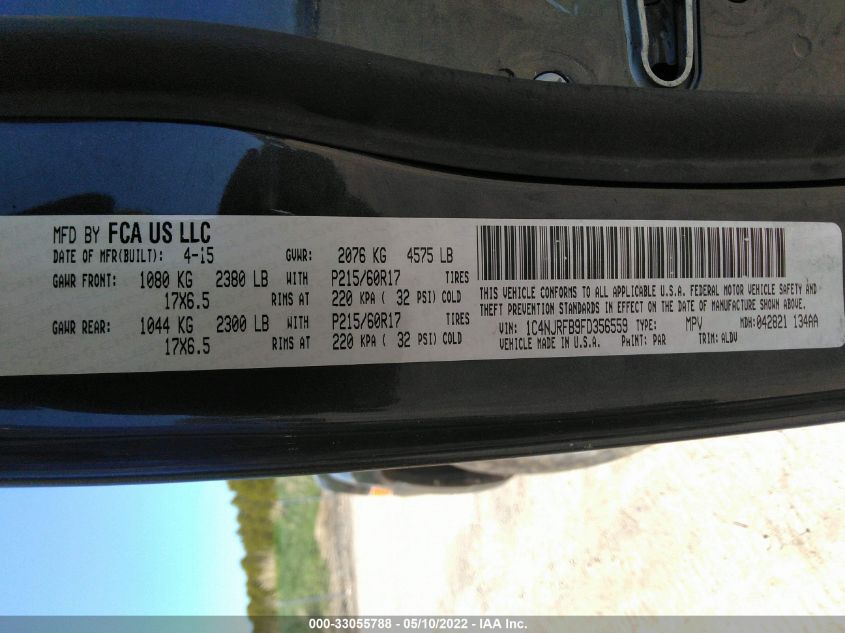 MFD BY FCA US LLC
DATE OF MFR(BUILT): 4-15 GVWR: 2076 KG 4575 LB
GAWR FRONT: 1080 KG 2380 LB WITH P215/60R17 TIRES
17X6.5 RIMS AT 220 KPA ( 32 PSI) COLD
GAWR REAR: 1044 KG 2300 LB WITH P215/60R17 TIRES
17X6.5 RIMS AT 220 KPA ( 32 PSI) COLD
THIS VEHICLE CONFORMS TO ALL APPLICABLE U.S.A. FEDERAL MOTOR VEHICLE SAFETY AND
THEFT PREVENTION STANDARDS IN EFFECT ON THE DATE OF MANUFACTURE SHOWN ABOVE.
VIN: 1C4NJRFB9FD356559 TYPE: MPV MDH: 042821 134AA
VEHICLE MADE IN U.S.A. PAINT: PAR TRIM: ALDV
000-33055788 - 05/10/2022 - IAA Inc.